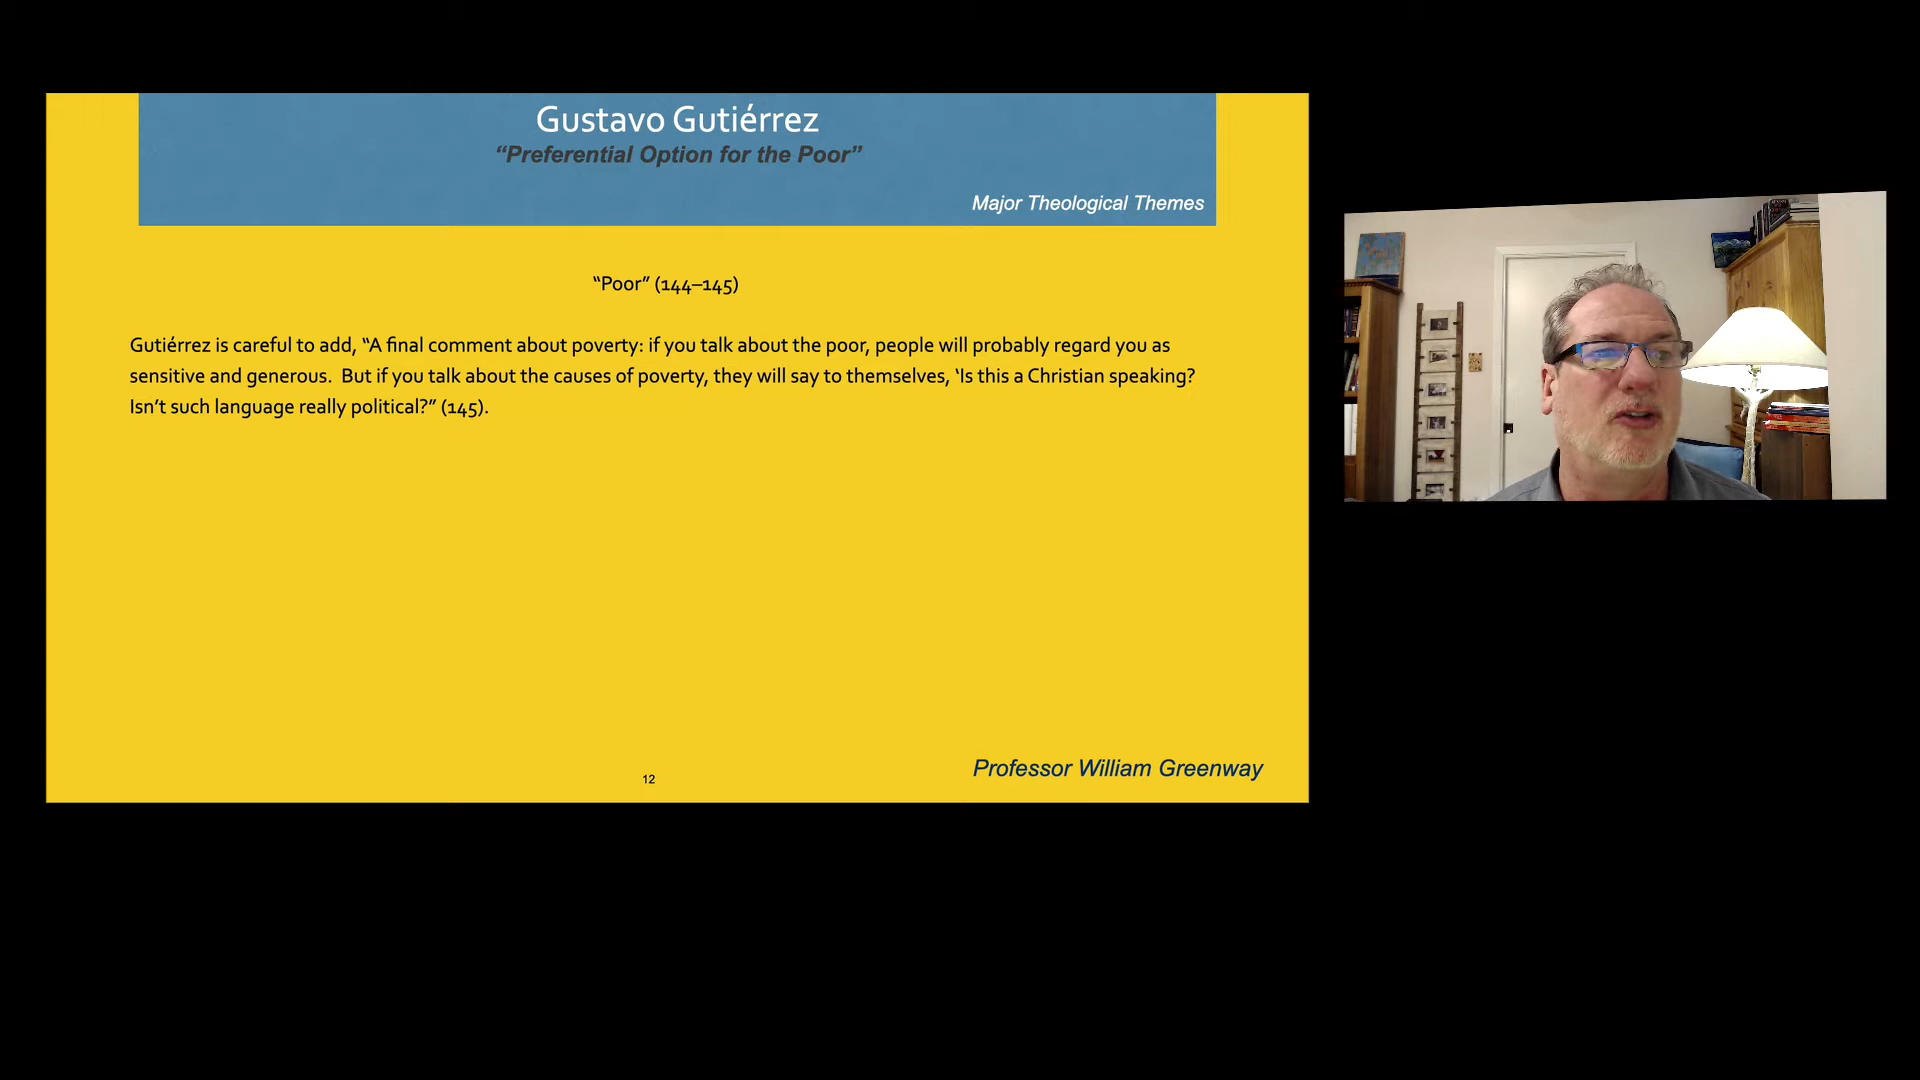 Gustavo Gutiérrez
“Preferential Option for the Poor”
Major Theological Themes
“Poor” (144–145)
Gutiérrez is careful to add, “A final comment about poverty: if you talk about the poor, people will probably regard you as
sensitive and generous.  But if you talk about the causes of poverty, they will say to themselves, ‘Is this a Christian speaking?
Isn’t such language really political?” (145).
12
Professor William Greenway